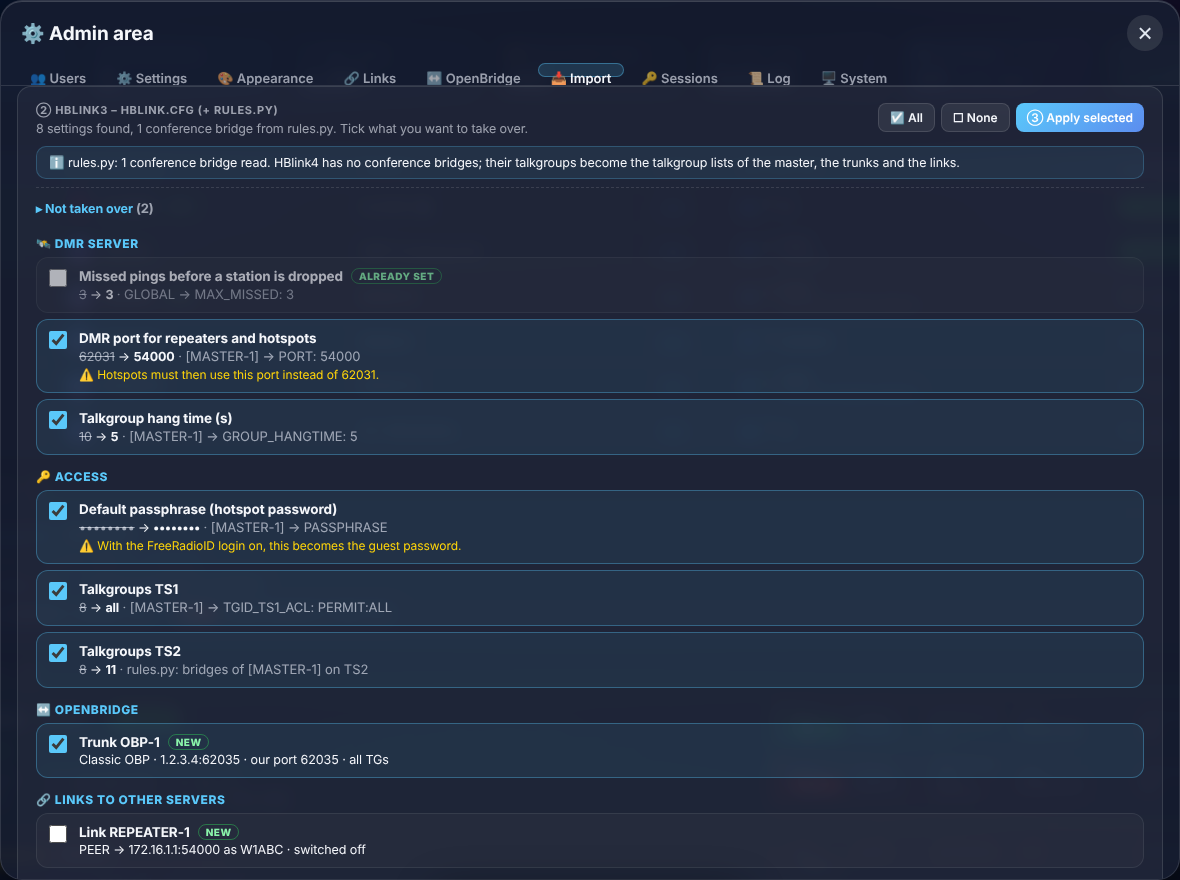 ⚙️ Admin area
✕
👥 Users ⚙️ Settings 🎨 Appearance 🔗 Links ↔️ OpenBridge 📥 Import 🔑 Sessions 📜 Log 🖥️ System
② HBLINK3 – HBLINK.CFG (+ RULES.PY)
8 settings found, 1 conference bridge from rules.py. Tick what you want to take over.
☑️ All ☐ None ③ Apply selected
ℹ️ rules.py: 1 conference bridge read. HBlink4 has no conference bridges; their talkgroups become the talkgroup lists of the master, the trunks and the links.
▸ Not taken over (2)
🛰️ DMR SERVER
Missed pings before a station is dropped ALREADY SET
3 → 3 · GLOBAL → MAX_MISSED: 3
DMR port for repeaters and hotspots
62031 → 54000 · [MASTER-1] → PORT: 54000
⚠️ Hotspots must then use this port instead of 62031.
Talkgroup hang time (s)
10 → 5 · [MASTER-1] → GROUP_HANGTIME: 5
🔑 ACCESS
Default passphrase (hotspot password)
******** → •••••••• · [MASTER-1] → PASSPHRASE
⚠️ With the FreeRadioID login on, this becomes the guest password.
Talkgroups TS1
8 → all · [MASTER-1] → TGID_TS1_ACL: PERMIT:ALL
Talkgroups TS2
8 → 11 · rules.py: bridges of [MASTER-1] on TS2
↔️ OPENBRIDGE
Trunk OBP-1 NEW
Classic OBP · 1.2.3.4:62035 · our port 62035 · all TGs
🔗 LINKS TO OTHER SERVERS
Link REPEATER-1 NEW
PEER → 172.16.1.1:54000 as W1ABC · switched off